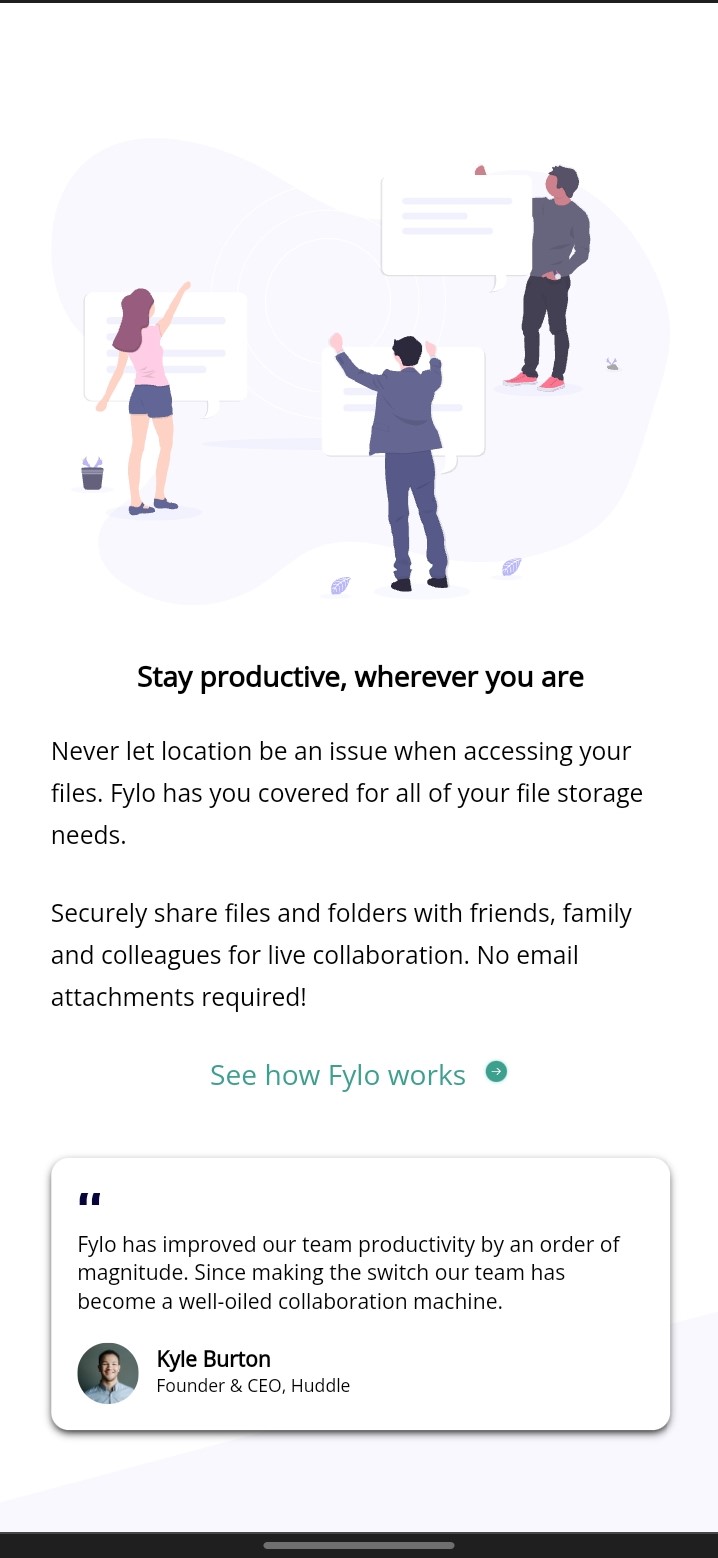 Stay productive, wherever you are
Never let location be an issue when accessing your
files. Fylo has you covered for all of your file storage
needs.
Securely share files and folders with friends, family
and colleagues for live collaboration. No email
attachments required!
See how Fylo works
"
Fylo has improved our team productivity by an order of
magnitude. Since making the switch our team has
become a well-oiled collaboration machine.
Kyle Burton
Founder & CEO, Huddle